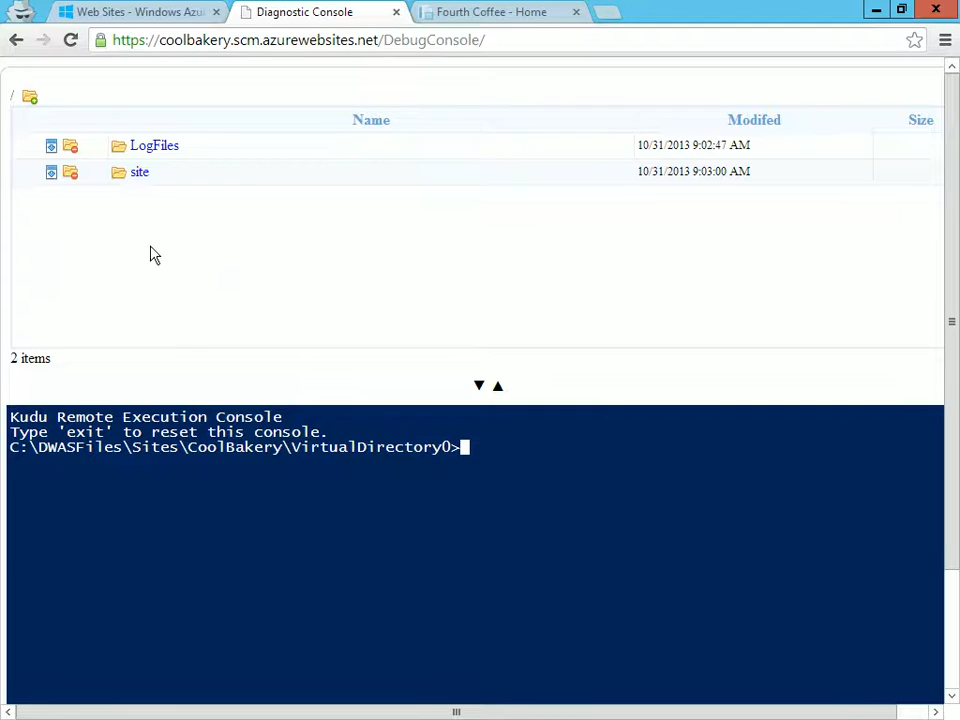 Web Sites - Windows Azu
Diagnostic Console
Fourth Coffee - Home
https://coolbakery.scm.azurewebsites.net/DebugConsole/
/
Name Modifed Size
LogFiles 10/31/2013 9:02:47 AM
site 10/31/2013 9:03:00 AM
2 items
Kudu Remote Execution Console
Type 'exit' to reset this console.
C:\DWASFiles\Sites\CoolBakery\VirtualDirectory0>